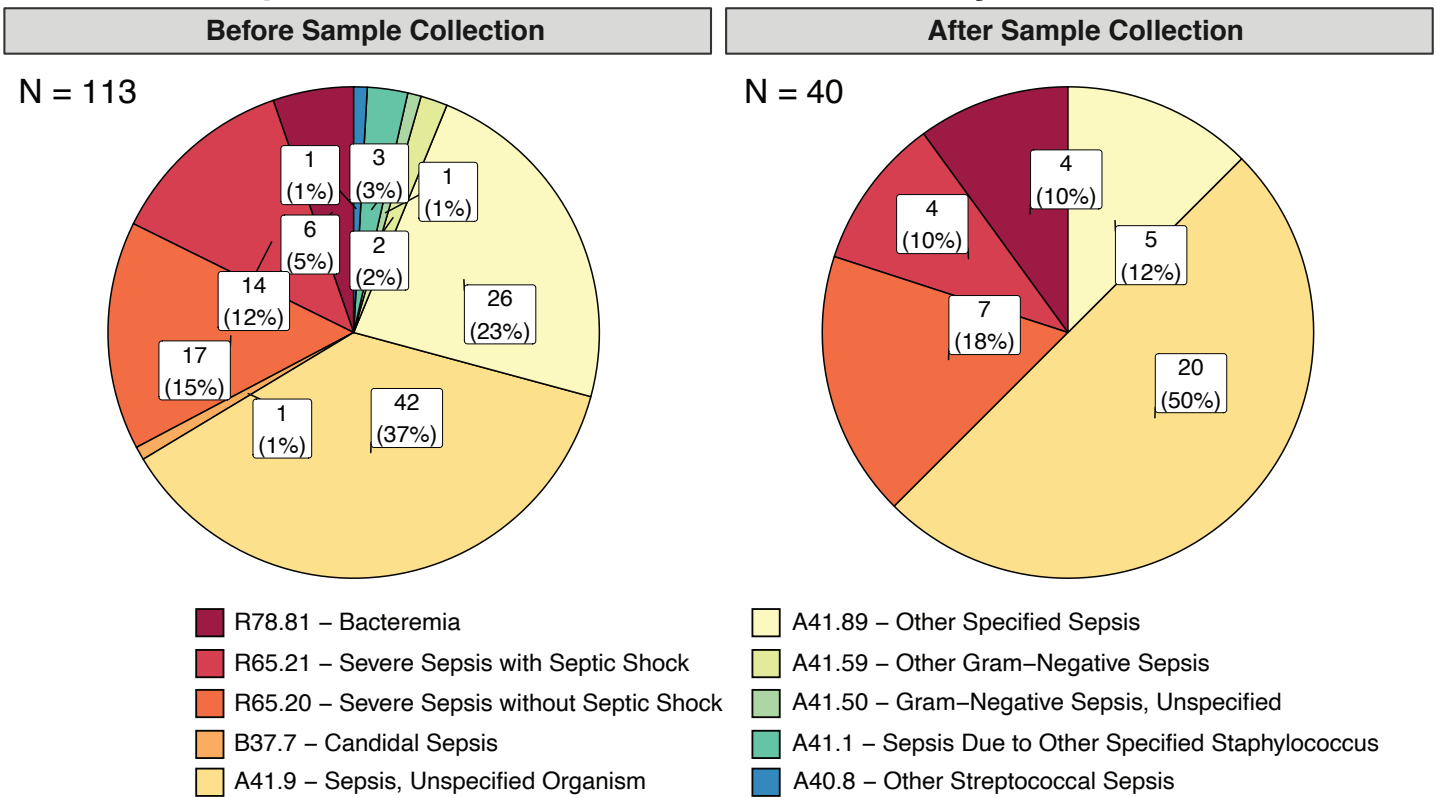 Before Sample Collection
N = 113
1
(1%)
3
(3%)
1
(1%)
6
(5%)
2
(2%)
14
(12%)
26
(23%)
17
(15%)
1
(1%)
42
(37%)
After Sample Collection
N = 40
4
(10%)
4
(10%)
5
(12%)
7
(18%)
20
(50%)
R78.81 − Bacteremia
R65.21 − Severe Sepsis with Septic Shock
R65.20 − Severe Sepsis without Septic Shock
B37.7 − Candidal Sepsis
A41.9 − Sepsis, Unspecified Organism
A41.89 − Other Specified Sepsis
A41.59 − Other Gram−Negative Sepsis
A41.50 − Gram−Negative Sepsis, Unspecified
A41.1 − Sepsis Due to Other Specified Staphylococcus
A40.8 − Other Streptococcal Sepsis